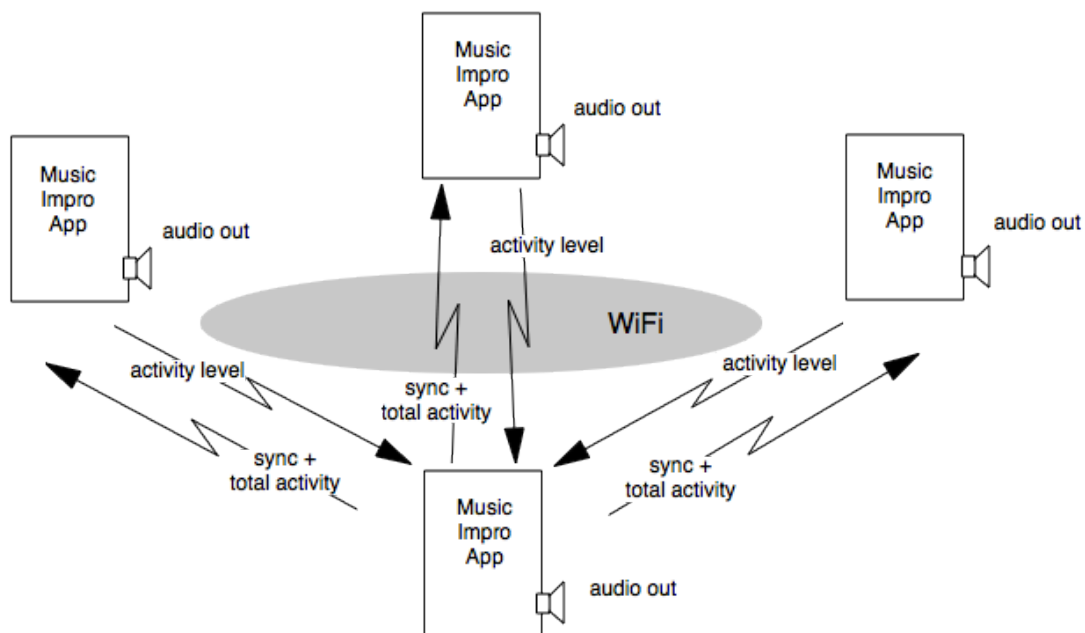 Music
Impro
App
audio out
Music
Impro
App
audio out
Music
Impro
App
audio out
activity level
WiFi
activity level
sync +
total activity
activity level
sync +
total activity
sync +
total activity
Music
Impro
App
audio out